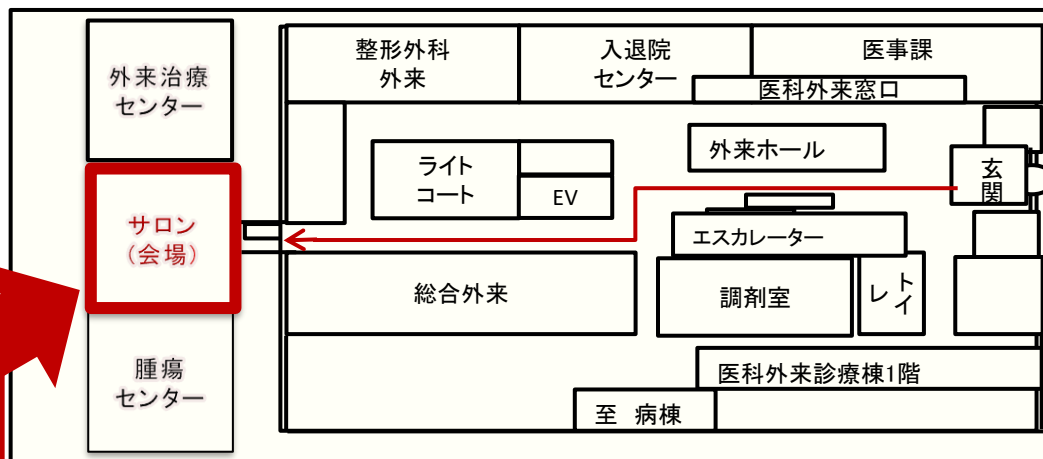 外来治療
センター
サロン
(会場)
腫瘍
センター
整形外科
外来
入退院
センター
医事課
医科外来窓口
ライト
コート
EV
外来ホール
玄関
エスカレーター
総合外来
調剤室
トイレ
医科外来診療棟1階
至 病棟